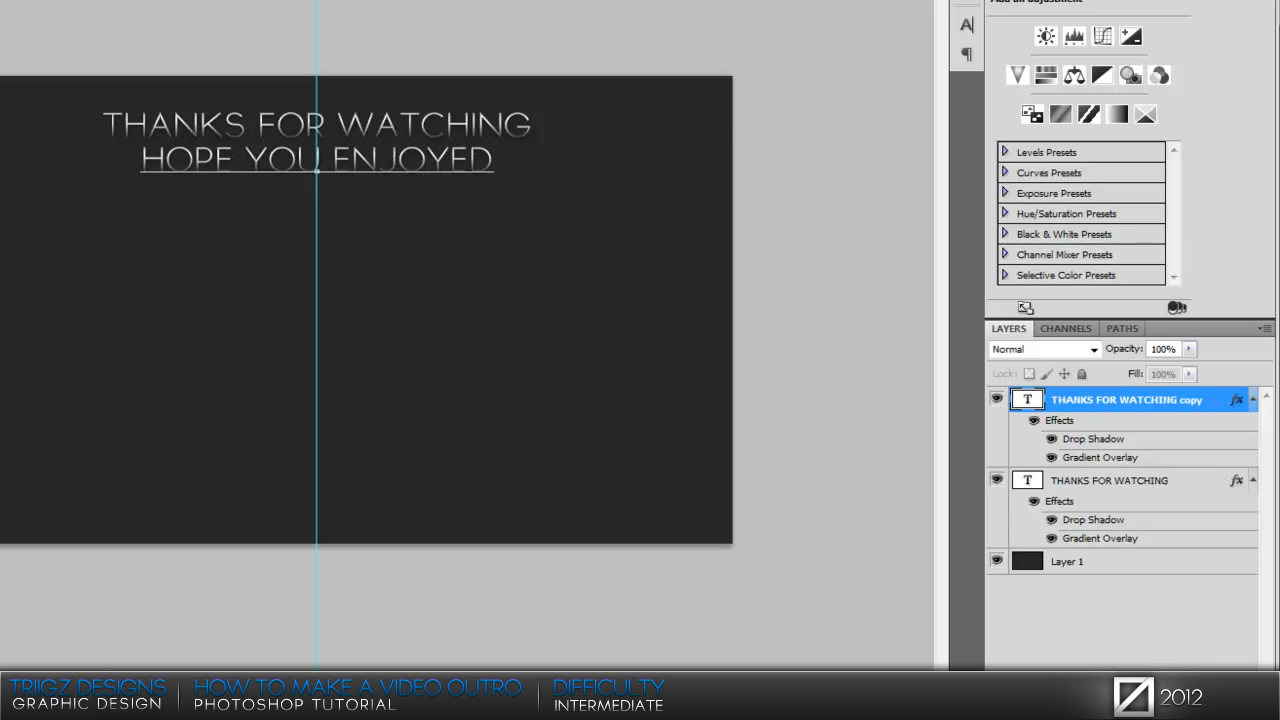 A
¶
THANKS FOR WATCHING
HOPE YOU ENJOYED
Levels Presets
Curves Presets
Exposure Presets
Hue/Saturation Presets
Black & White Presets
Channel Mixer Presets
Selective Color Presets
LAYERS CHANNELS PATHS
Normal Opacity: 100%
Lock: Fill: 100%
T THANKS FOR WATCHING copy fx
Effects
Drop Shadow
Gradient Overlay
T THANKS FOR WATCHING fx
Effects
Drop Shadow
Gradient Overlay
Layer 1
TRIIGZ DESIGNS HOW TO MAKE A VIDEO OUTRO DIFFICULTY
GRAPHIC DESIGN PHOTOSHOP TUTORIAL INTERMEDIATE
2012